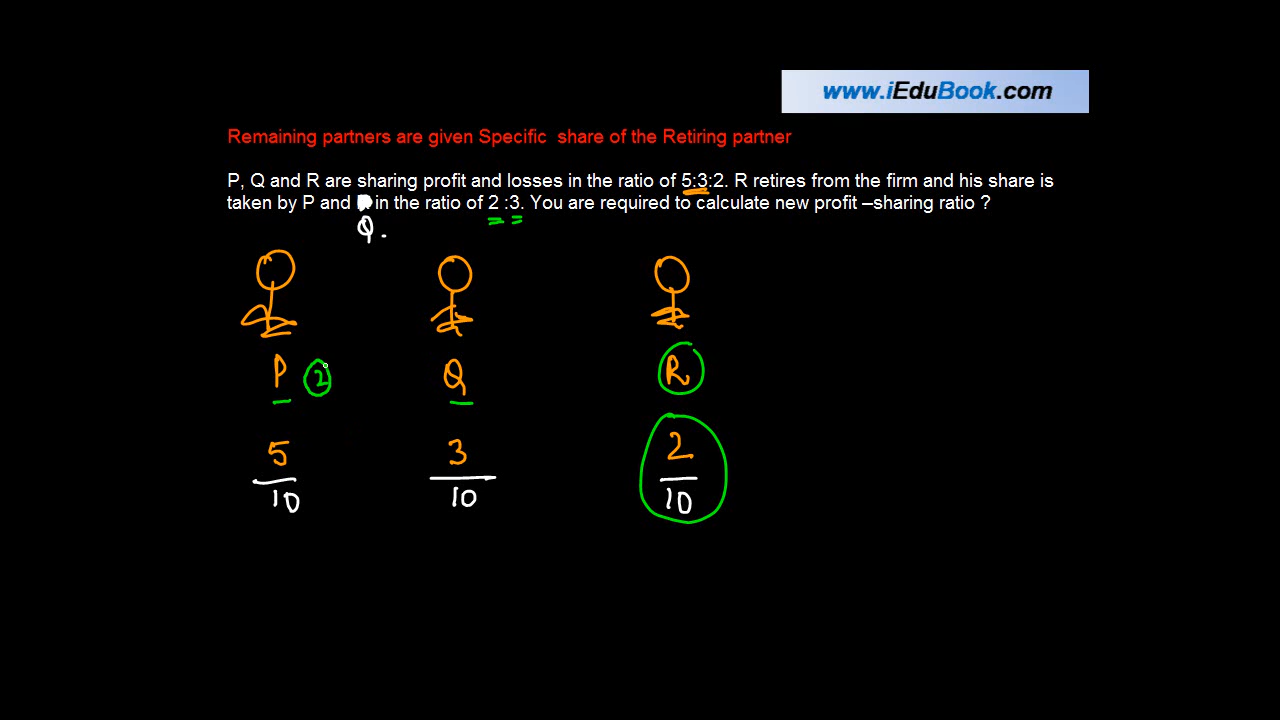 www.iEduBook.com
Remaining partners are given Specific share of the Retiring partner
P, Q and R are sharing profit and losses in the ratio of 5:3:2. R retires from the firm and his share is
taken by P and in the ratio of 2 :3. You are required to calculate new profit –sharing ratio ?
Q.
P 2 Q R
5 3 2
10 10 10